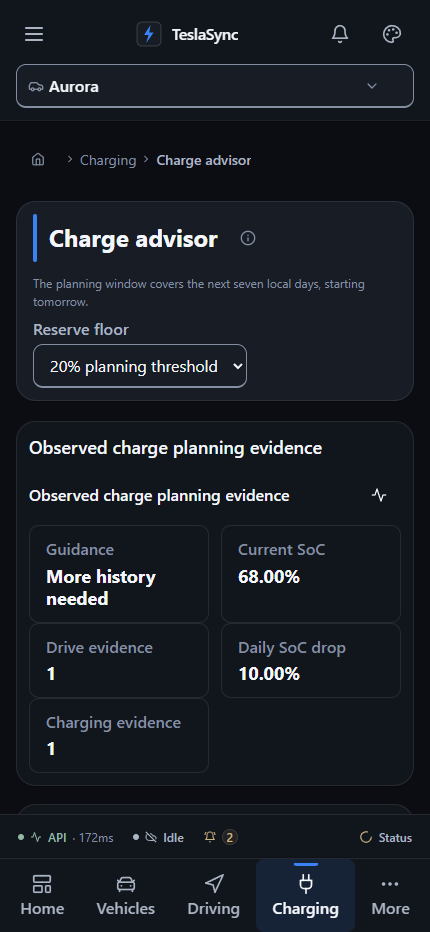 TeslaSync
Aurora
Charging
Charge advisor
Charge advisor
The planning window covers the next seven local days, starting
tomorrow.
Reserve floor
20% planning threshold
Observed charge planning evidence
Observed charge planning evidence
Guidance
More history
needed
Current SoC
68.00%
Drive evidence
1
Daily SoC drop
10.00%
Charging evidence
1
API · 172ms
Idle
2
Status
Home
Vehicles
Driving
Charging
More